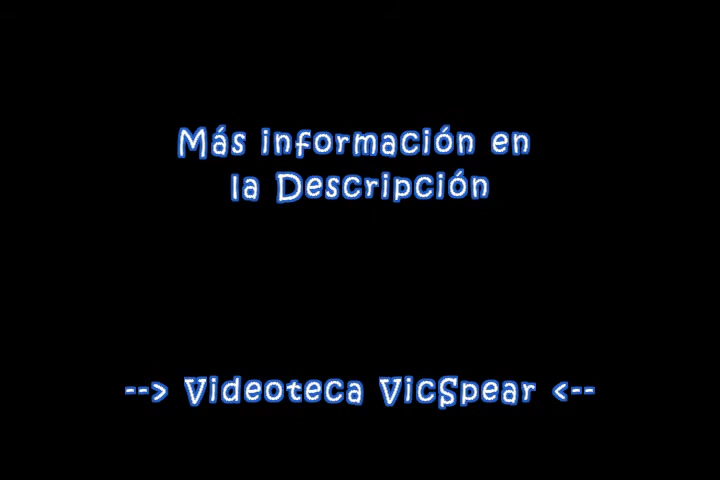 Más información en
la Descripción
--> Videoteca VicSpear <--